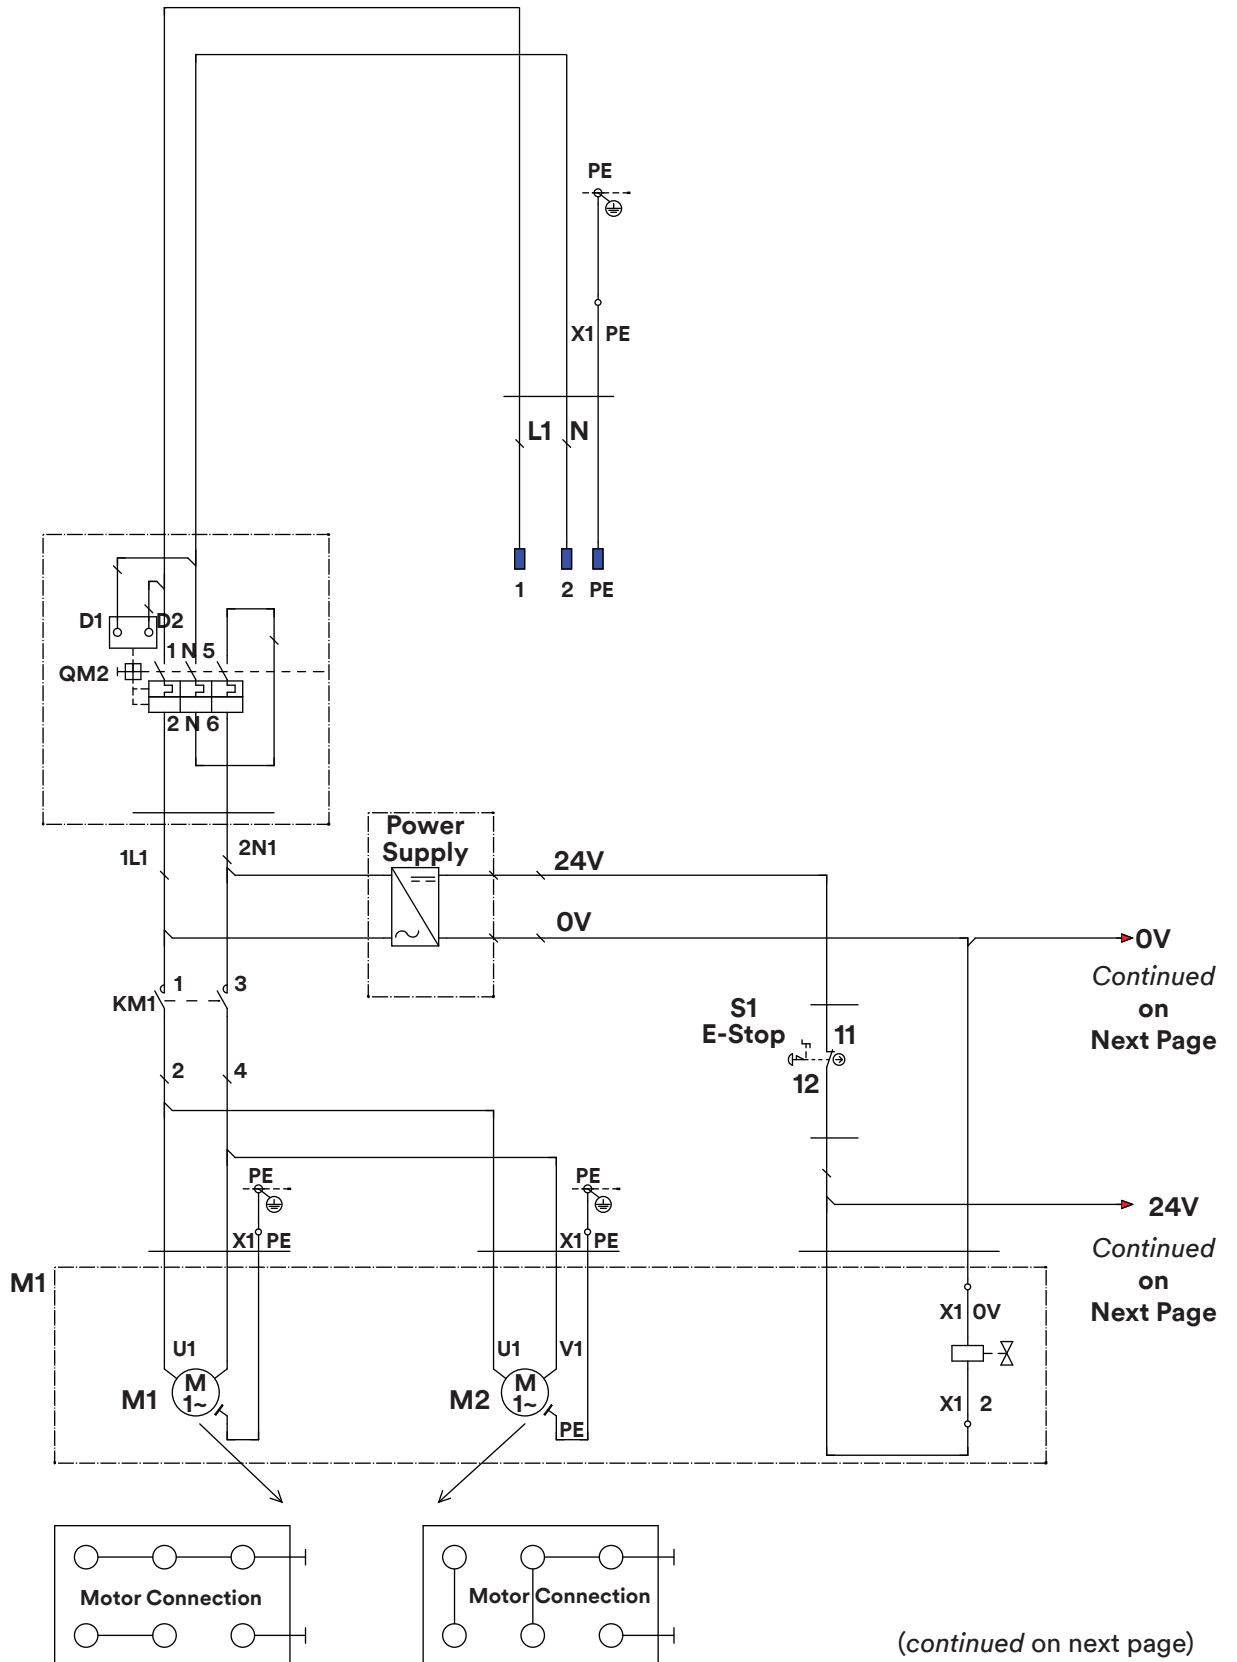 PE
X1 PE
L1 N
1 2 PE
D1 D2
1 N 5
QM2
2 N 6
Power
Supply
1L1
2N1
24V
0V
0V
Continued
on
Next Page
1 3
KM1
S1
E-Stop
11
12
2 4
PE
PE
X1 PE
X1 PE
24V
Continued
on
Next Page
M1
X1 0V
U1
U1 V1
M
1~
M1
M
1~
M2
PE
X1 2
Motor Connection
Motor Connection
(continued on next page)